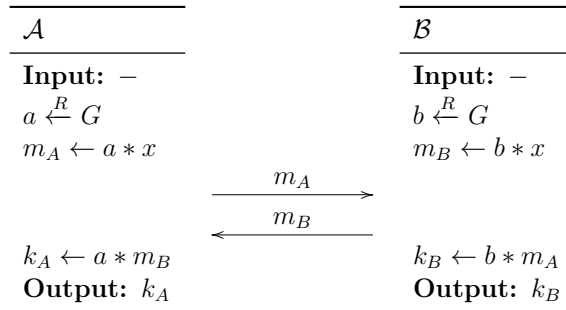 𝒜 ℬ
Input: − Input: −
a ←R G b ←R G
m_A ← a ∗ x m_B ← b ∗ x
m_A
m_B
k_A ← a ∗ m_B k_B ← b ∗ m_A
Output: k_A Output: k_B